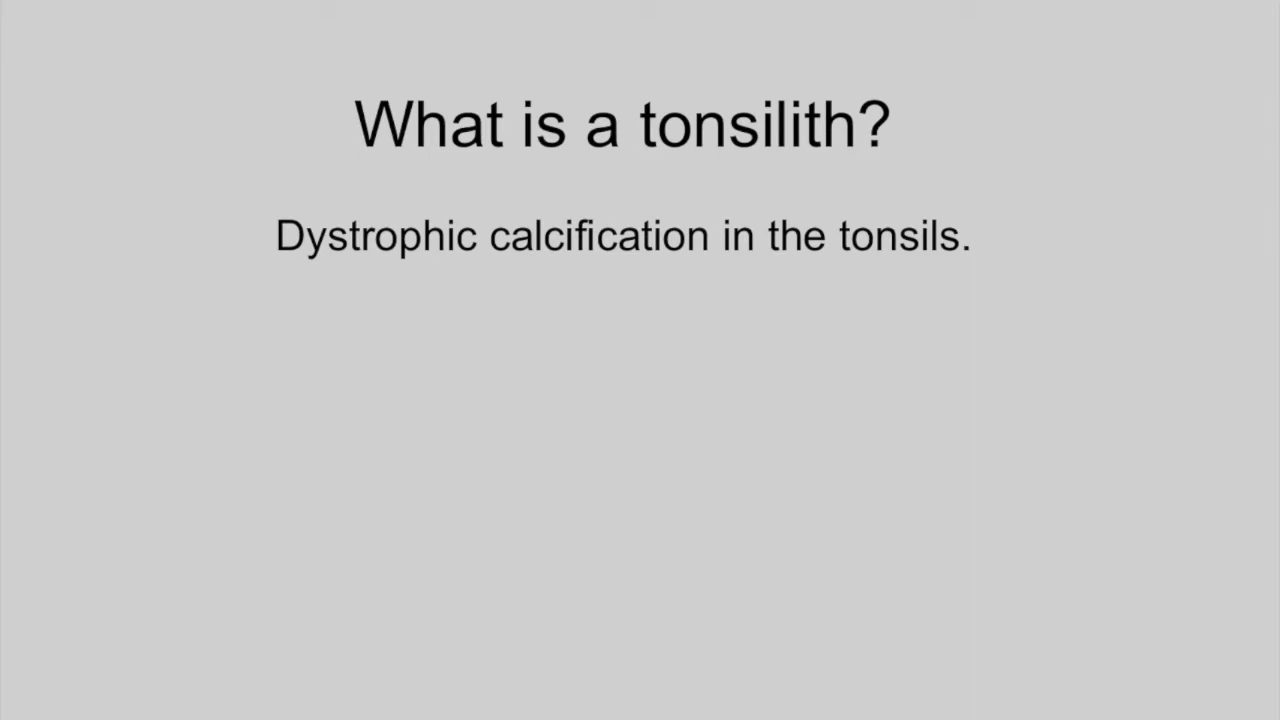 What is a tonsilith?
Dystrophic calcification in the tonsils.